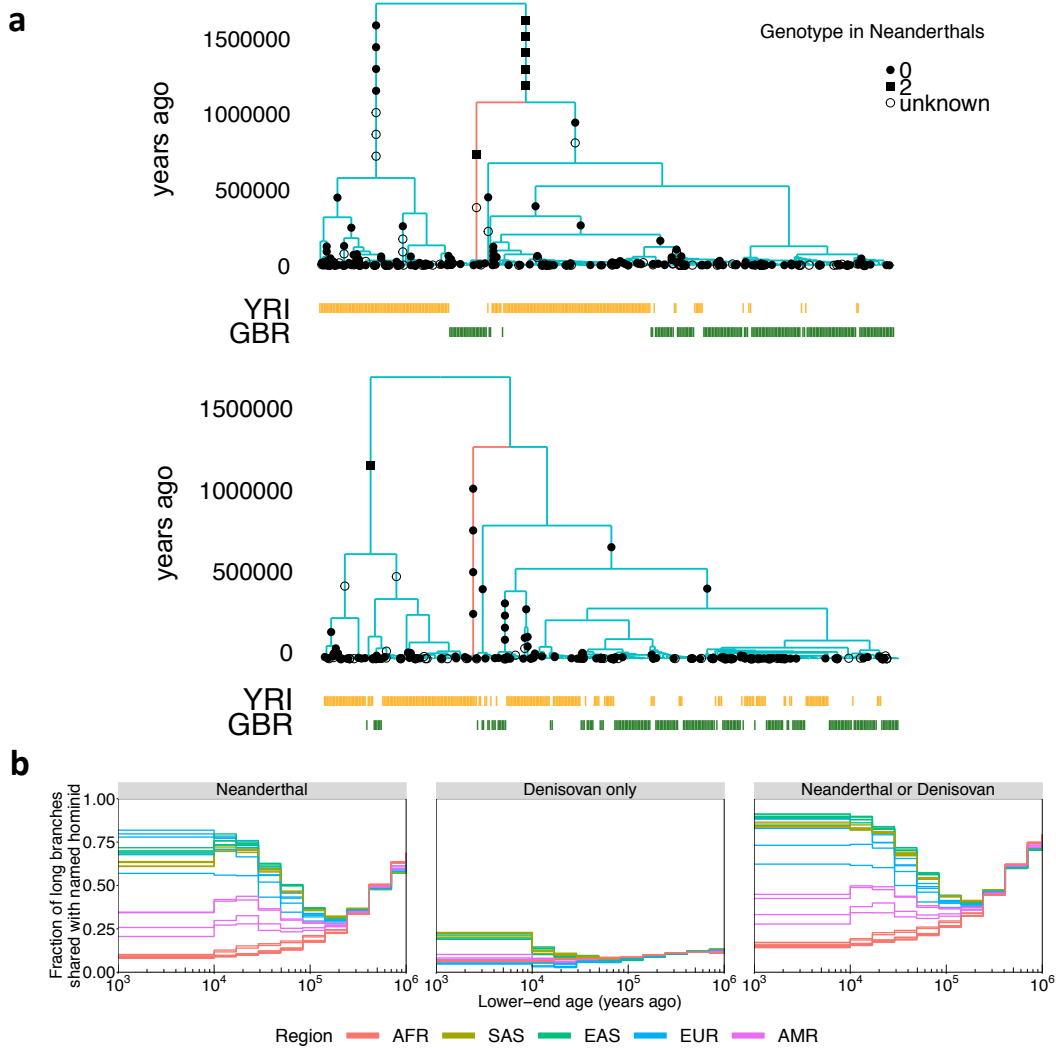 a
Genotype in Neanderthals
0
2
unknown
years ago
1500000
1000000
500000
0
YRI
GBR
years ago
1500000
1000000
500000
0
YRI
GBR
b
Neanderthal
Denisovan only
Neanderthal or Denisovan
Fraction of long branches
shared with named hominid
1.00
0.75
0.50
0.25
0.00
10³ 10⁴ 10⁵ 10⁶
10³ 10⁴ 10⁵ 10⁶
10³ 10⁴ 10⁵ 10⁶
Lower−end age (years ago)
Region AFR SAS EAS EUR AMR